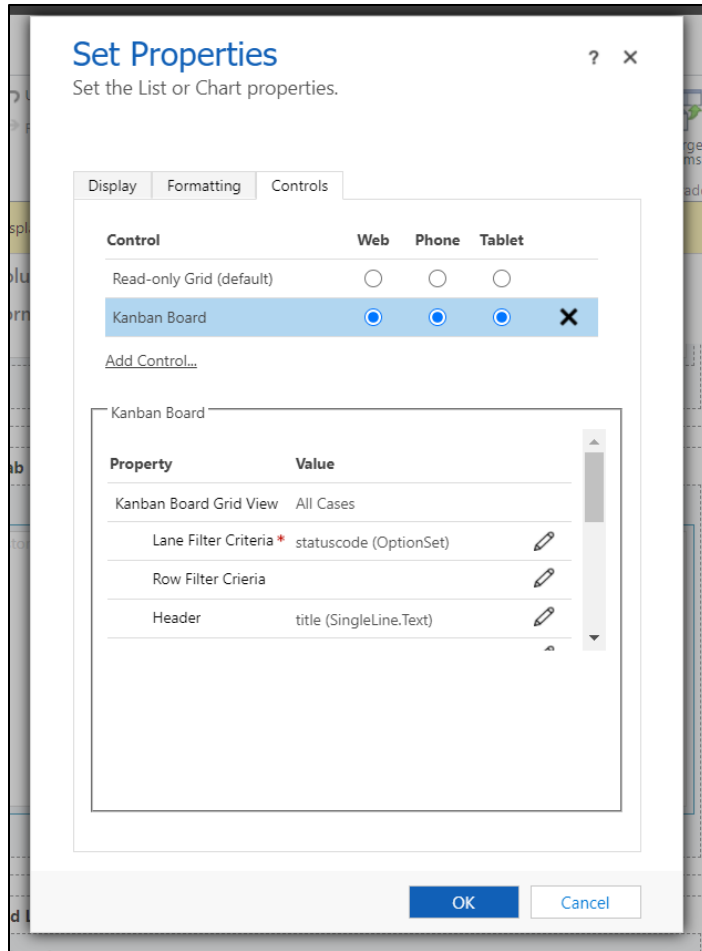 Set Properties
? ✕
Set the List or Chart properties.
Display Formatting Controls
Control Web Phone Tablet
Read-only Grid (default)
Kanban Board
Add Control...
Kanban Board
Property Value
Kanban Board Grid View All Cases
Lane Filter Criteria * statuscode (OptionSet)
Row Filter Crieria
Header title (SingleLine.Text)
OK Cancel